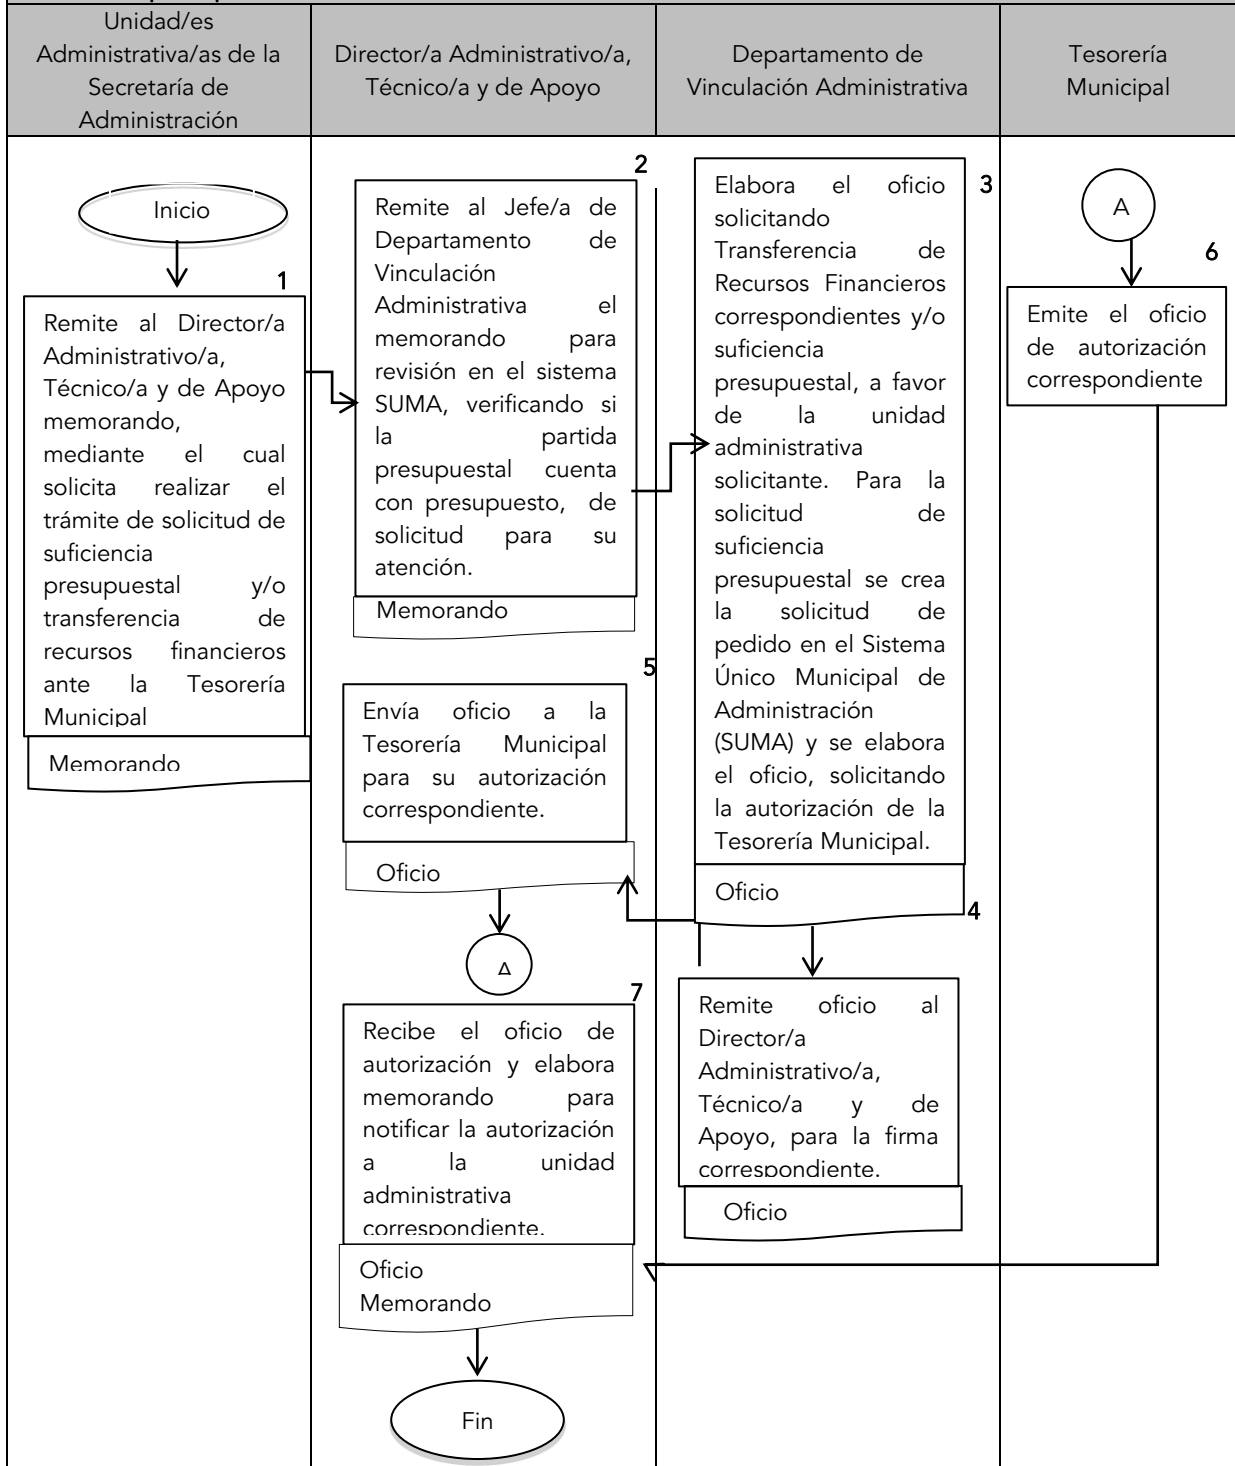 Unidad/es
Administrativa/as de la
Secretaría de
Administración
Director/a Administrativo/a,
Técnico/a y de Apoyo
Departamento de
Vinculación Administrativa
Tesorería
Municipal
Inicio
1
Remite al Director/a
Administrativo/a,
Técnico/a y de Apoyo
memorando,
mediante el cual
solicita realizar el
trámite de solicitud de
suficiencia
presupuestal y/o
transferencia de
recursos financieros
ante la Tesorería
Municipal
Memorando
2
Remite al Jefe/a de
Departamento de
Vinculación
Administrativa el
memorando para
revisión en el sistema
SUMA, verificando si
la partida
presupuestal cuenta
con presupuesto, de
solicitud para su
atención.
Memorando
3
Elabora el oficio
solicitando
Transferencia de
Recursos Financieros
correspondientes y/o
suficiencia
presupuestal, a favor
de la unidad
administrativa
solicitante. Para la
solicitud de
suficiencia
presupuestal se crea
la solicitud de
pedido en el Sistema
Único Municipal de
Administración
(SUMA) y se elabora
el oficio, solicitando
la autorización de la
Tesorería Municipal.
Oficio
4
Remite oficio al
Director/a
Administrativo/a,
Técnico/a y de
Apoyo, para la firma
correspondiente.
Oficio
5
Envía oficio a la
Tesorería Municipal
para su autorización
correspondiente.
Oficio
A
A
6
Emite el oficio
de autorización
correspondiente
7
Recibe el oficio de
autorización y elabora
memorando para
notificar la autorización
a la unidad
administrativa
correspondiente.
Oficio
Memorando
Fin